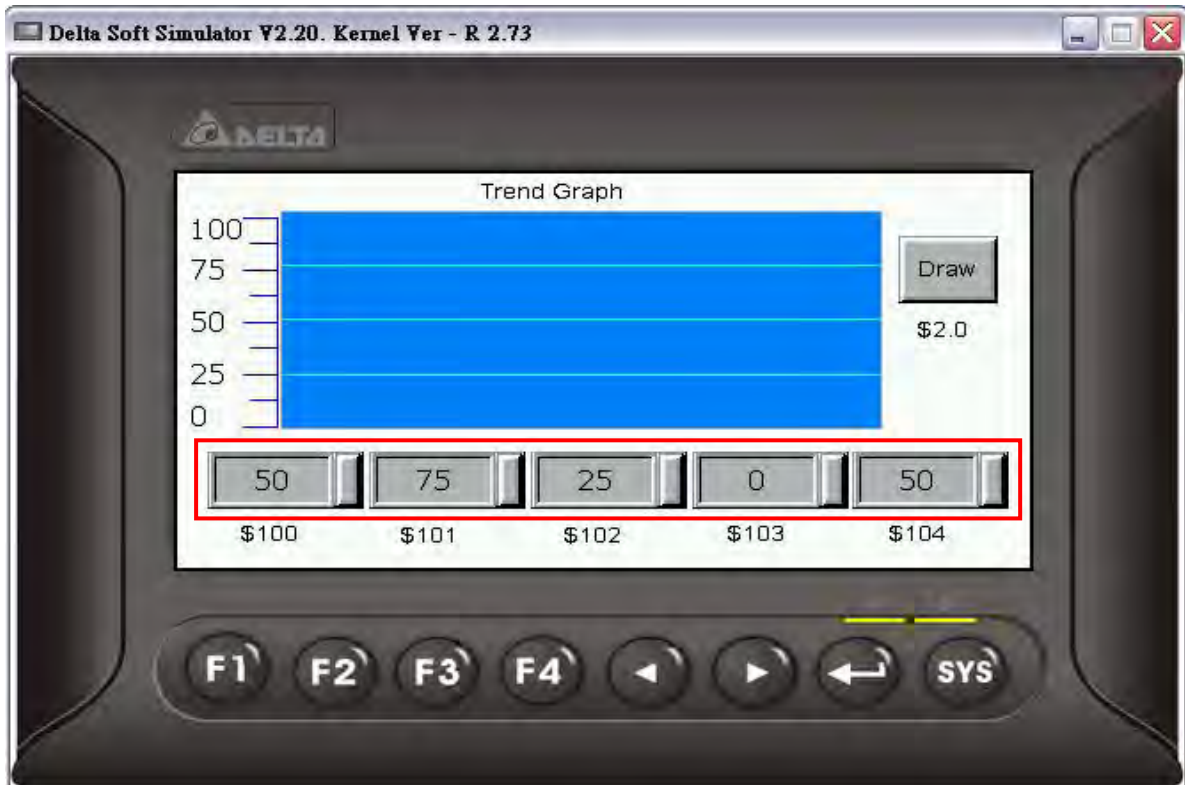 Delta Soft Simulator V2.20. Kernel Ver - R 2.73
DELTA
Trend Graph
100
75
50
25
0
Draw
$2.0
50 75 25 0 50
$100 $101 $102 $103 $104
F1 F2 F3 F4 SYS